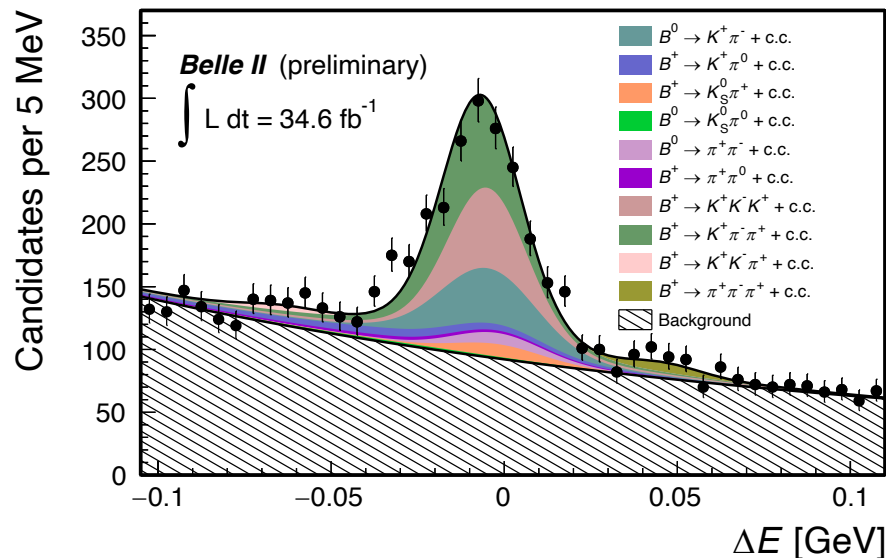 Candidates per 5 MeV
350
300
250
200
150
100
50
0
Belle II (preliminary)
∫ L dt = 34.6 fb⁻¹
B⁰ → K⁺π⁻ + c.c.
B⁺ → K⁺π⁰ + c.c.
B⁺ → K⁰_S π⁺ + c.c.
B⁰ → K⁰_S π⁰ + c.c.
B⁰ → π⁺π⁻ + c.c.
B⁺ → π⁺π⁰ + c.c.
B⁺ → K⁺K⁻K⁺ + c.c.
B⁺ → K⁺π⁻π⁺ + c.c.
B⁺ → K⁺K⁻π⁺ + c.c.
B⁺ → π⁺π⁻π⁺ + c.c.
Background
−0.1 −0.05 0 0.05 0.1
ΔE [GeV]